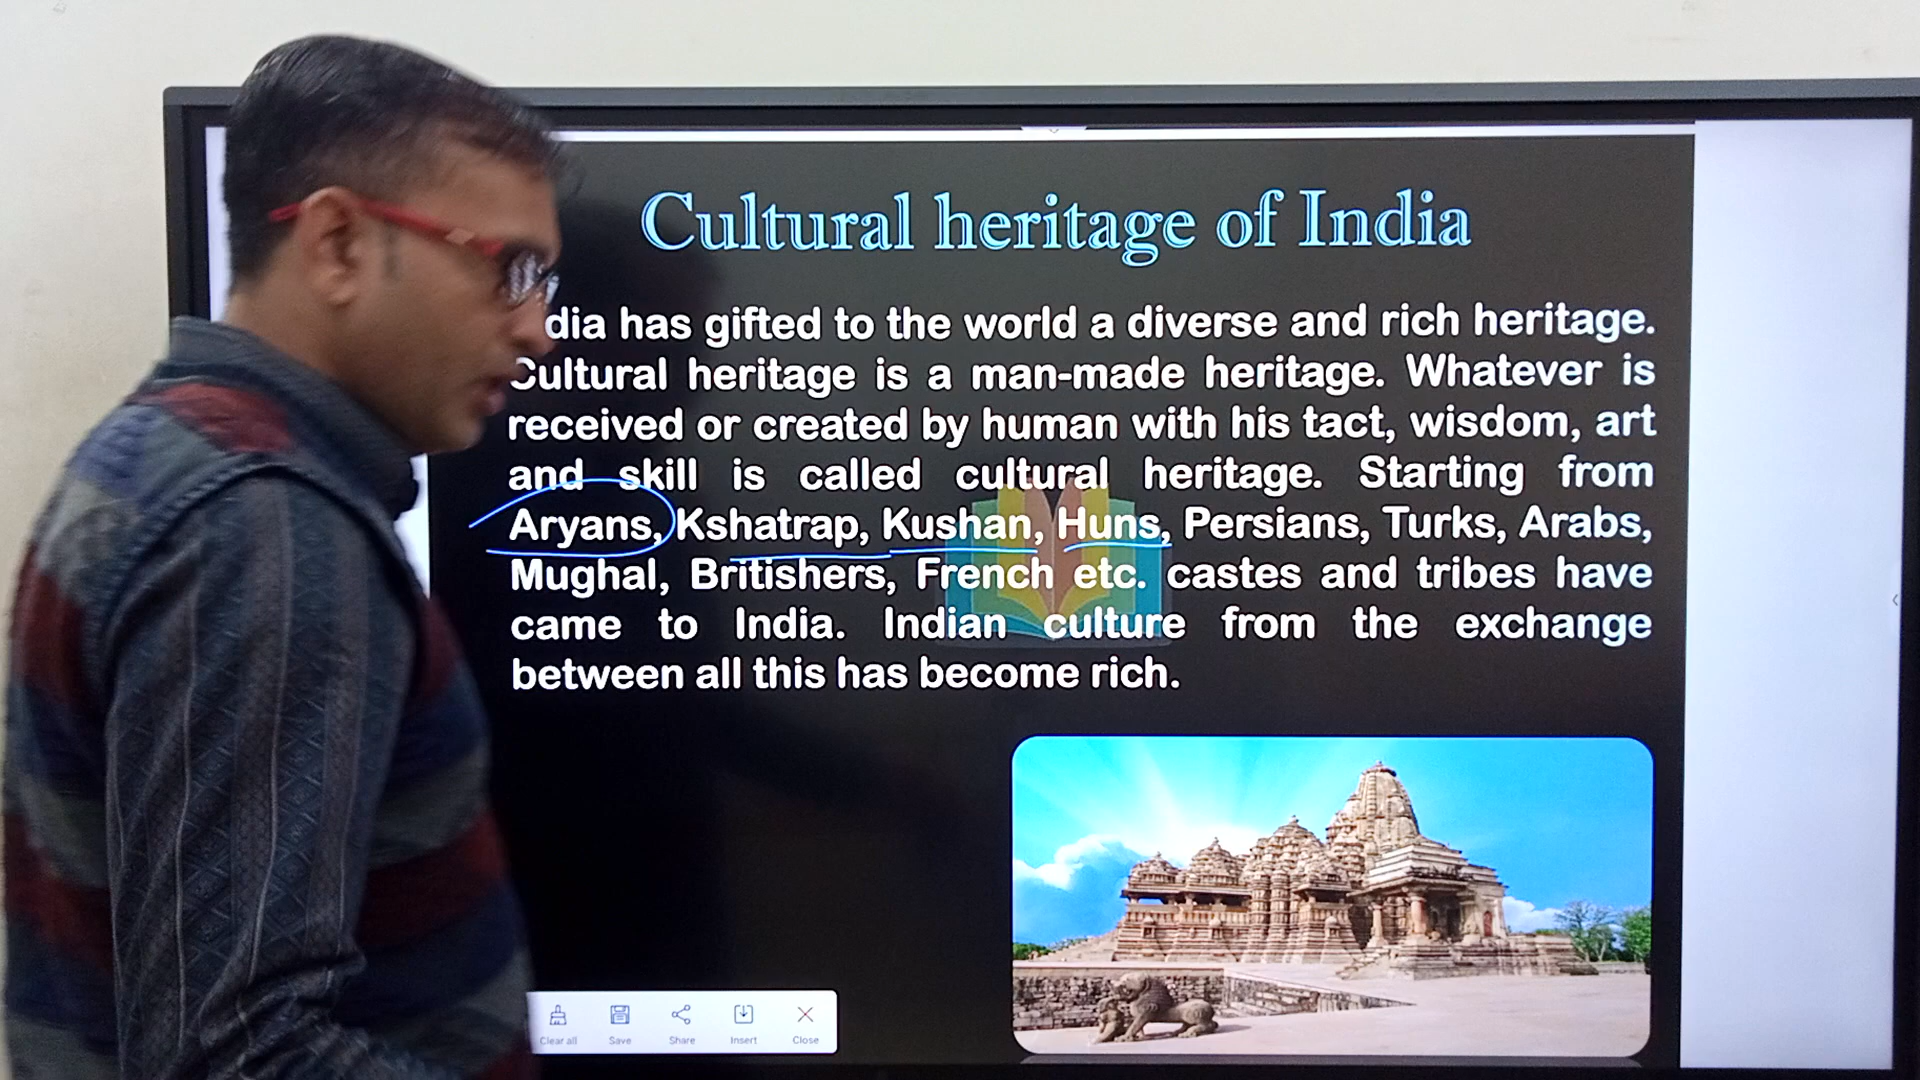 Cultural heritage of India
dia has gifted to the world a diverse and rich heritage.
Cultural heritage is a man-made heritage. Whatever is
received or created by human with his tact, wisdom, art
and skill is called cultural heritage. Starting from
Aryans, Kshatrap, Kushan, Huns, Persians, Turks, Arabs,
Mughal, Britishers, French etc. castes and tribes have
came to India. Indian culture from the exchange
between all this has become rich.
Clear all Save Share Insert Close